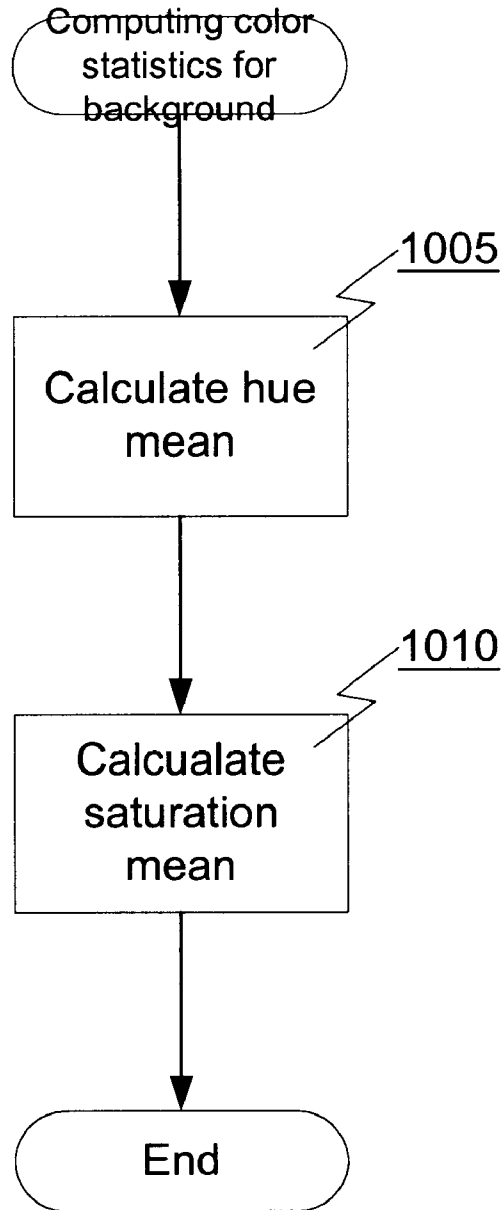 Computing color
statistics for
background
1005
Calculate hue
mean
1010
Calcualate
saturation
mean
End